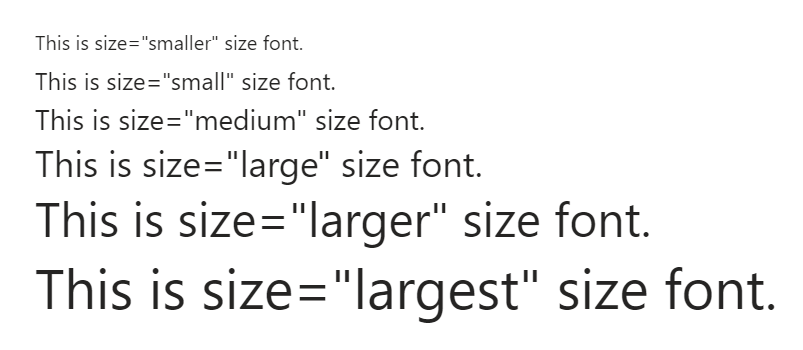 This is size="smaller" size font.
This is size="small" size font.
This is size="medium" size font.
This is size="large" size font.
This is size="larger" size font.
This is size="largest" size font.